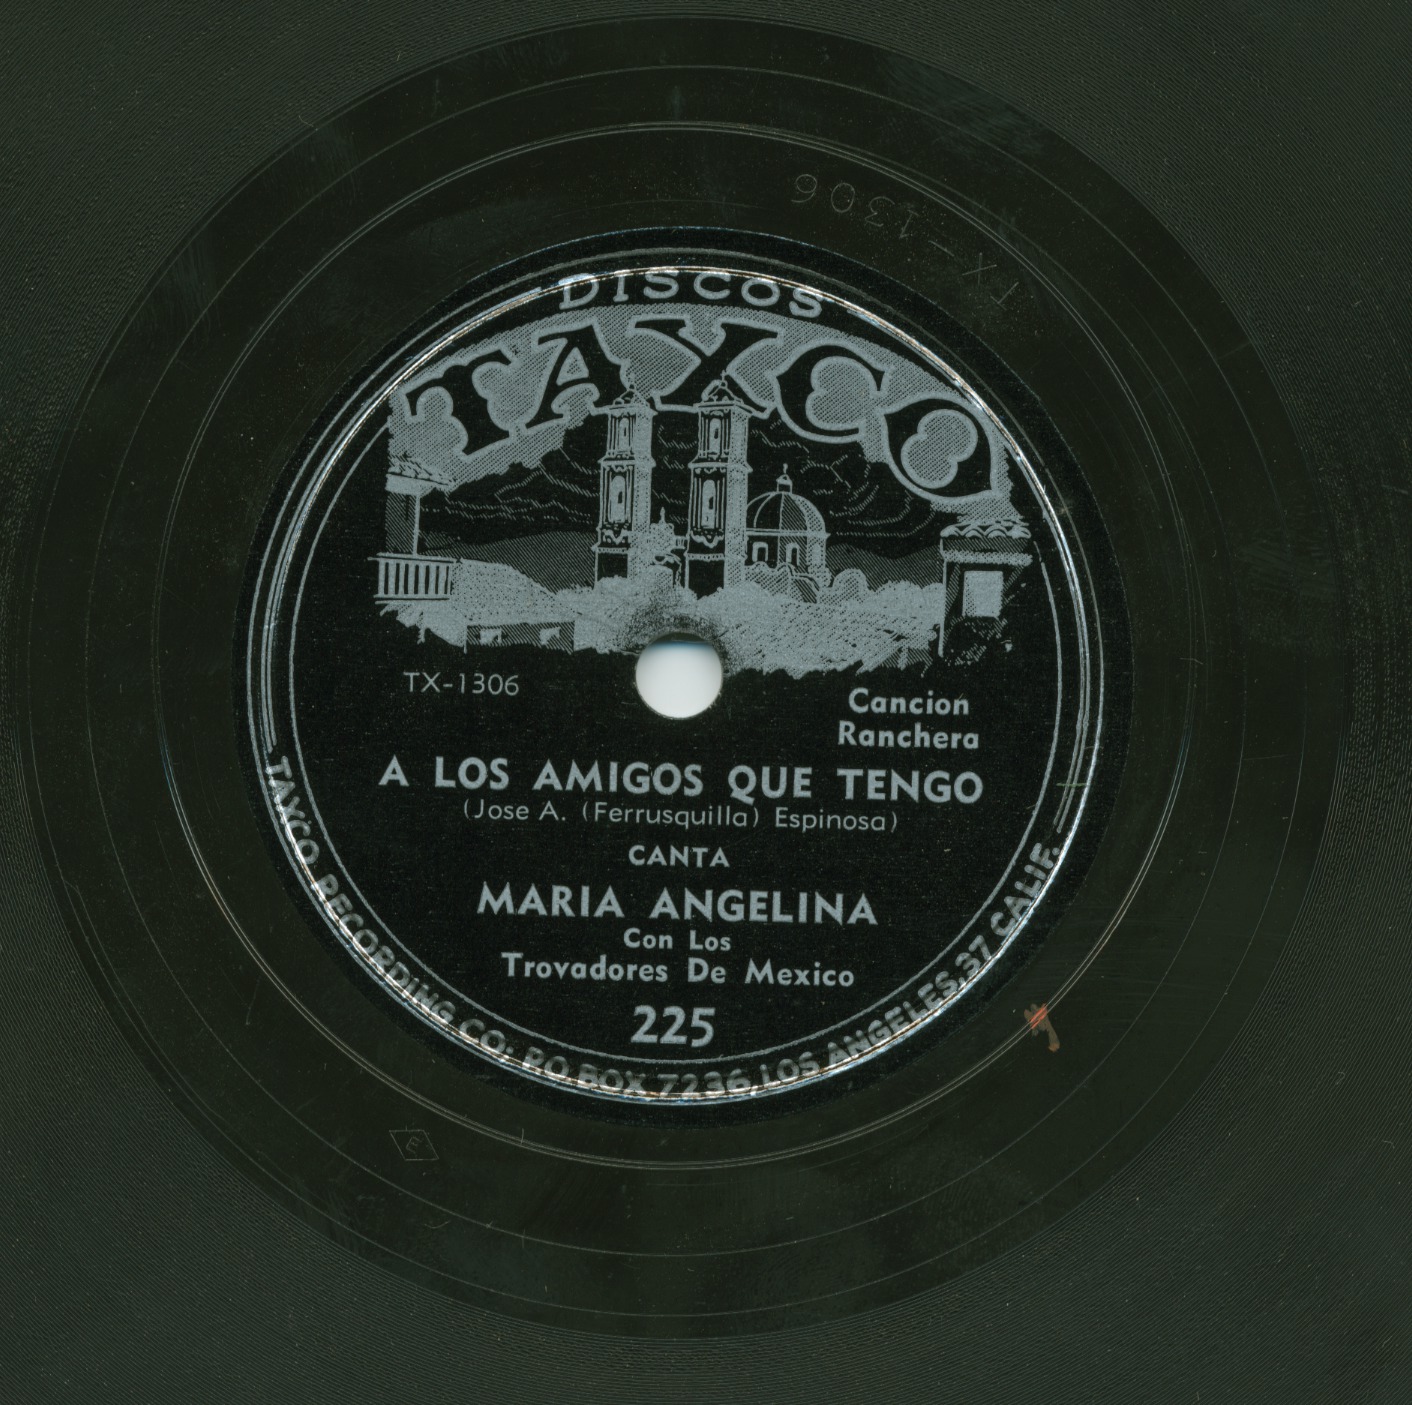 TX-1306
DISCOS
TAXCO
TX-1306
Cancion
Ranchera
A LOS AMIGOS QUE TENGO
(Jose A. (Ferrusquilla) Espinosa)
CANTA
MARIA ANGELINA
Con Los
Trovadores De Mexico
225
TAXCO RECORDING CO: P.O. BOX 7236, LOS ANGELES, 37 CALIF.